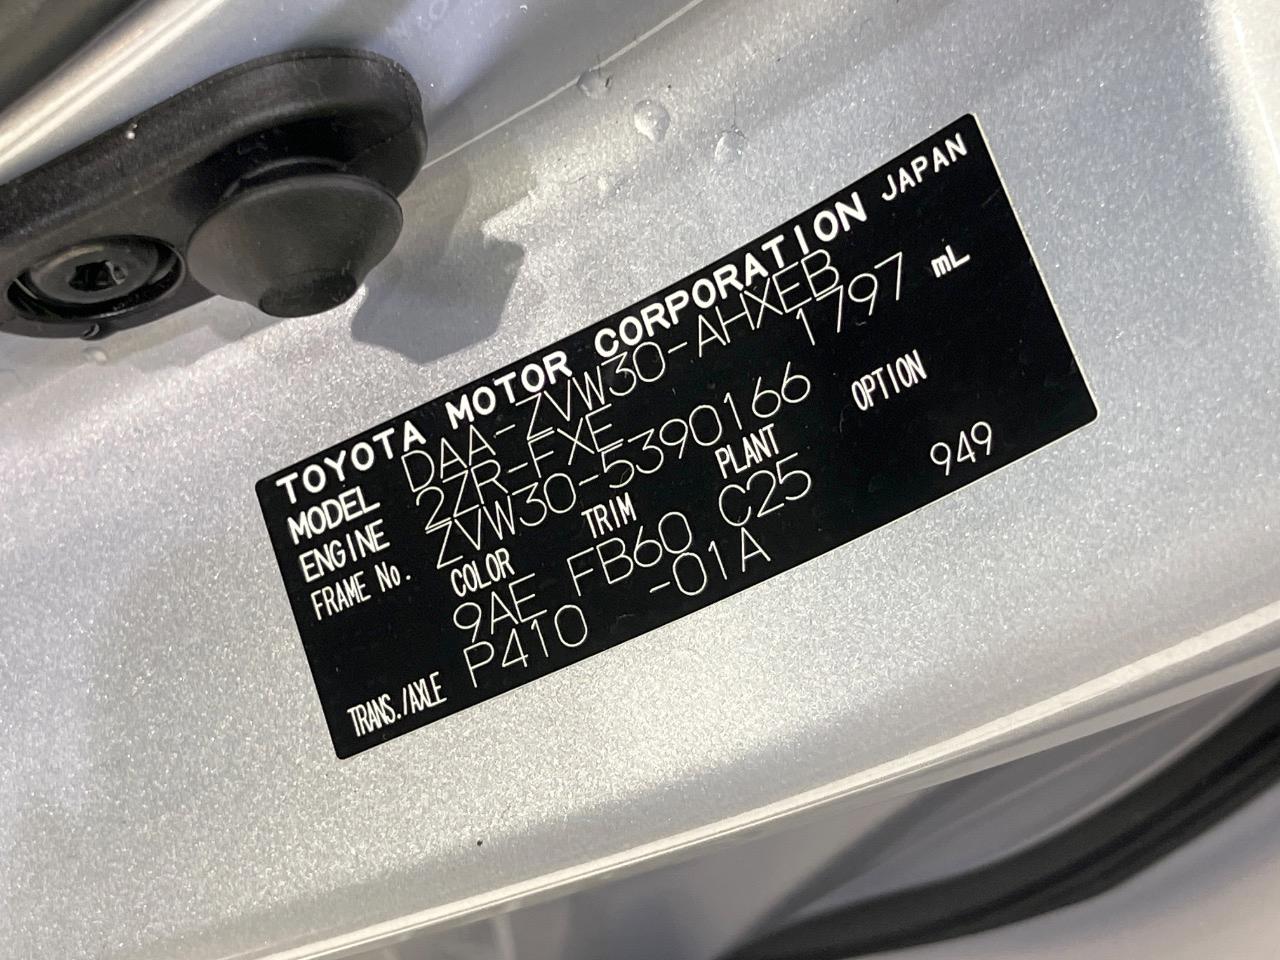 TOYOTA MOTOR CORPORATION JAPAN
MODEL DAA-ZVW30-AHXEB
ENGINE 2ZR-FXE 1797 mL
FRAME No. ZVW30-5390166
COLOR TRIM PLANT OPTION
9AE FB60 C25 949
TRANS./AXLE P410 -01A